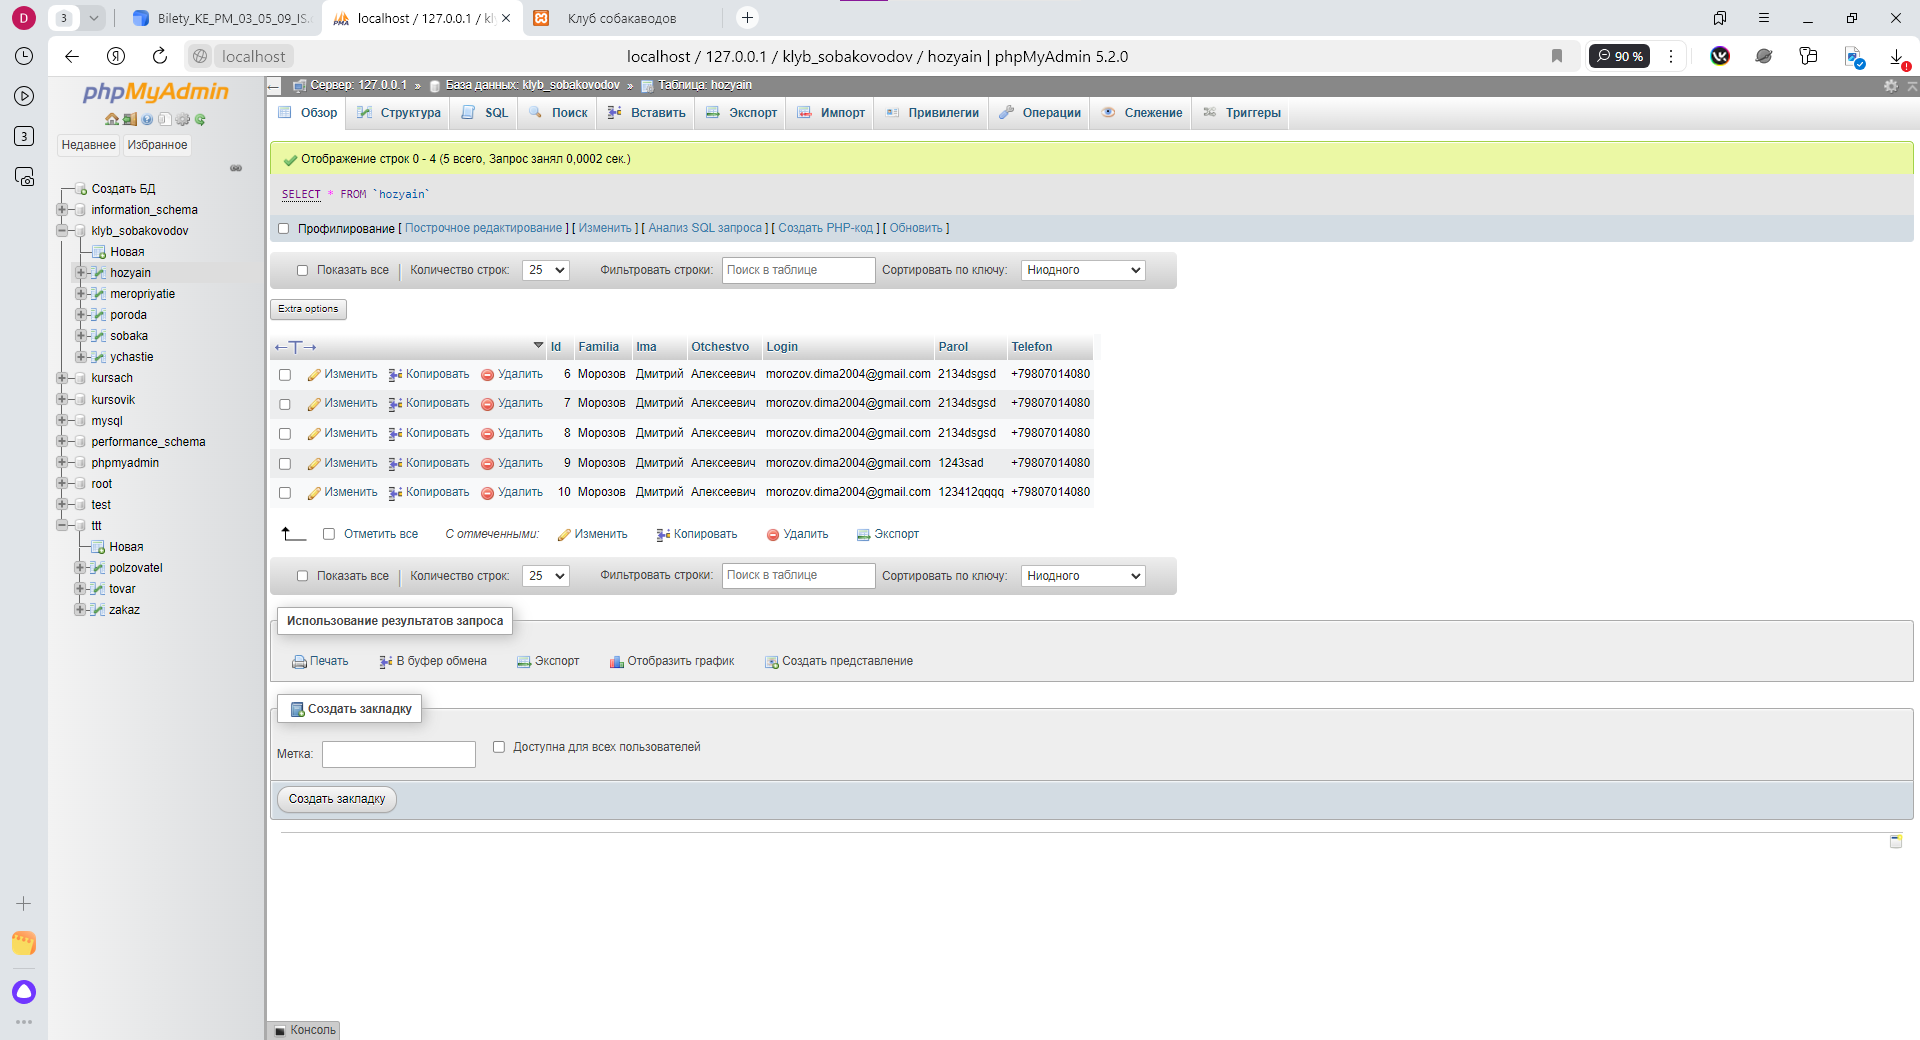 D
3
Bilety_KE_PM_03_05_09_IS.
localhost / 127.0.0.1 / kl
Клуб собакаводов
localhost
localhost / 127.0.0.1 / klyb_sobakovodov / hozyain | phpMyAdmin 5.2.0
90 %
3
phpMyAdmin
Недавнее
Избранное
Создать БД
information_schema
klyb_sobakovodov
Новая
hozyain
meropriyatie
poroda
sobaka
ychastie
kursach
kursovik
mysql
performance_schema
phpmyadmin
root
test
ttt
Новая
polzovatel
tovar
zakaz
Сервер: 127.0.0.1 » База данных: klyb_sobakovodov » Таблица: hozyain
Обзор Структура SQL Поиск Вставить Экспорт Импорт Привилегии Операции Слежение Триггеры
Отображение строк 0 - 4 (5 всего, Запрос занял 0,0002 сек.)
SELECT * FROM `hozyain`
Профилирование [ Построчное редактирование ] [ Изменить ] [ Анализ SQL запроса ] [ Создать PHP-код ] [ Обновить ]
Показать все Количество строк: 25 Фильтровать строки: Поиск в таблице Сортировать по ключу: Ниодного
Extra options
←T→ Id Familia Ima Otchestvo Login Parol Telefon
Изменить Копировать Удалить 6 Морозов Дмитрий Алексеевич morozov.dima2004@gmail.com 2134dsgsd +79807014080
Изменить Копировать Удалить 7 Морозов Дмитрий Алексеевич morozov.dima2004@gmail.com 2134dsgsd +79807014080
Изменить Копировать Удалить 8 Морозов Дмитрий Алексеевич morozov.dima2004@gmail.com 2134dsgsd +79807014080
Изменить Копировать Удалить 9 Морозов Дмитрий Алексеевич morozov.dima2004@gmail.com 1243sad +79807014080
Изменить Копировать Удалить 10 Морозов Дмитрий Алексеевич morozov.dima2004@gmail.com 123412qqqq +79807014080
Отметить все С отмеченными: Изменить Копировать Удалить Экспорт
Показать все Количество строк: 25 Фильтровать строки: Поиск в таблице Сортировать по ключу: Ниодного
Использование результатов запроса
Печать В буфер обмена Экспорт Отобразить график Создать представление
Создать закладку
Метка: Доступна для всех пользователей
Создать закладку
Консоль